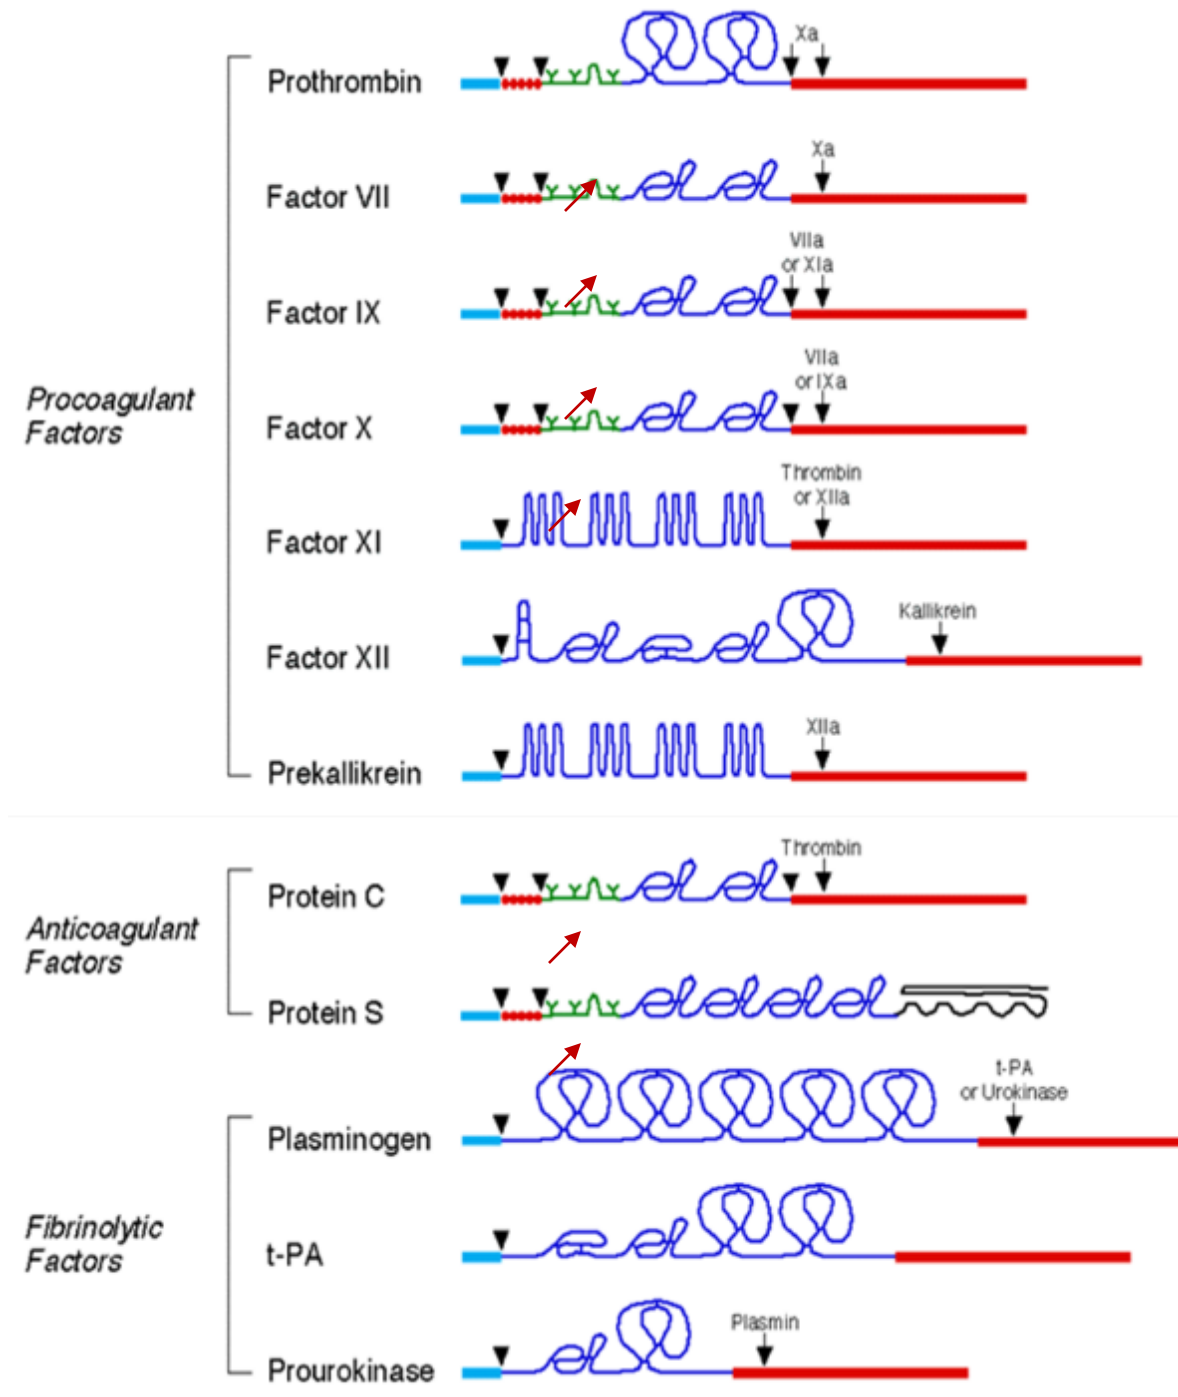 Xa
Prothrombin
Xa
Factor VII
VIIa
or XIa
Factor IX
VIIa
or IXa
Procoagulant
Factors
Factor X
Thrombin
or XIIa
Factor XI
Kallikrein
Factor XII
XIIa
Prekallikrein
Thrombin
Protein C
Anticoagulant
Factors
Protein S
t-PA
or Urokinase
Plasminogen
Fibrinolytic
Factors
t-PA
Plasmin
Prourokinase